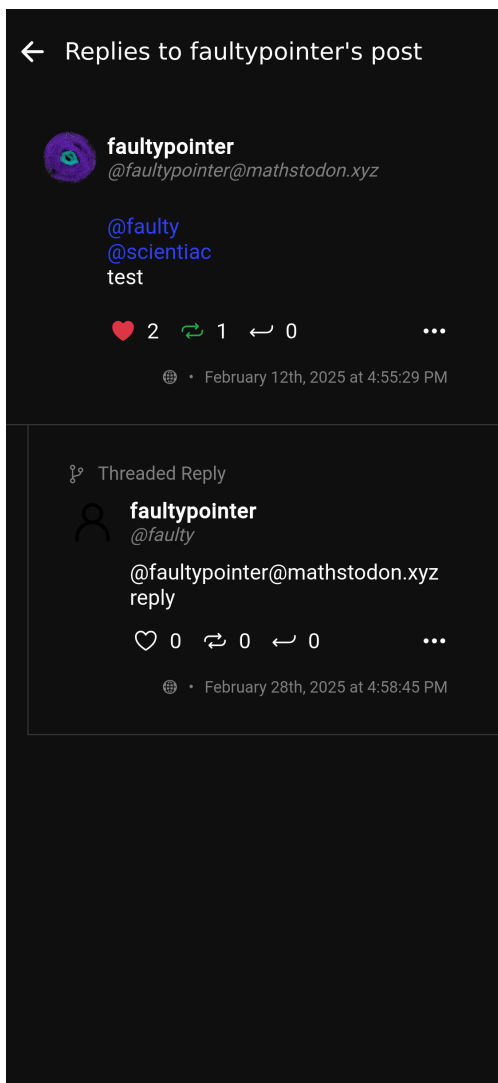 Replies to faultypointer's post
faultypointer
@faultypointer@mathstodon.xyz
@faulty
@scientiac
test
2 1 0
• February 12th, 2025 at 4:55:29 PM
Threaded Reply
faultypointer
@faulty
@faultypointer@mathstodon.xyz
reply
0 0 0
• February 28th, 2025 at 4:58:45 PM